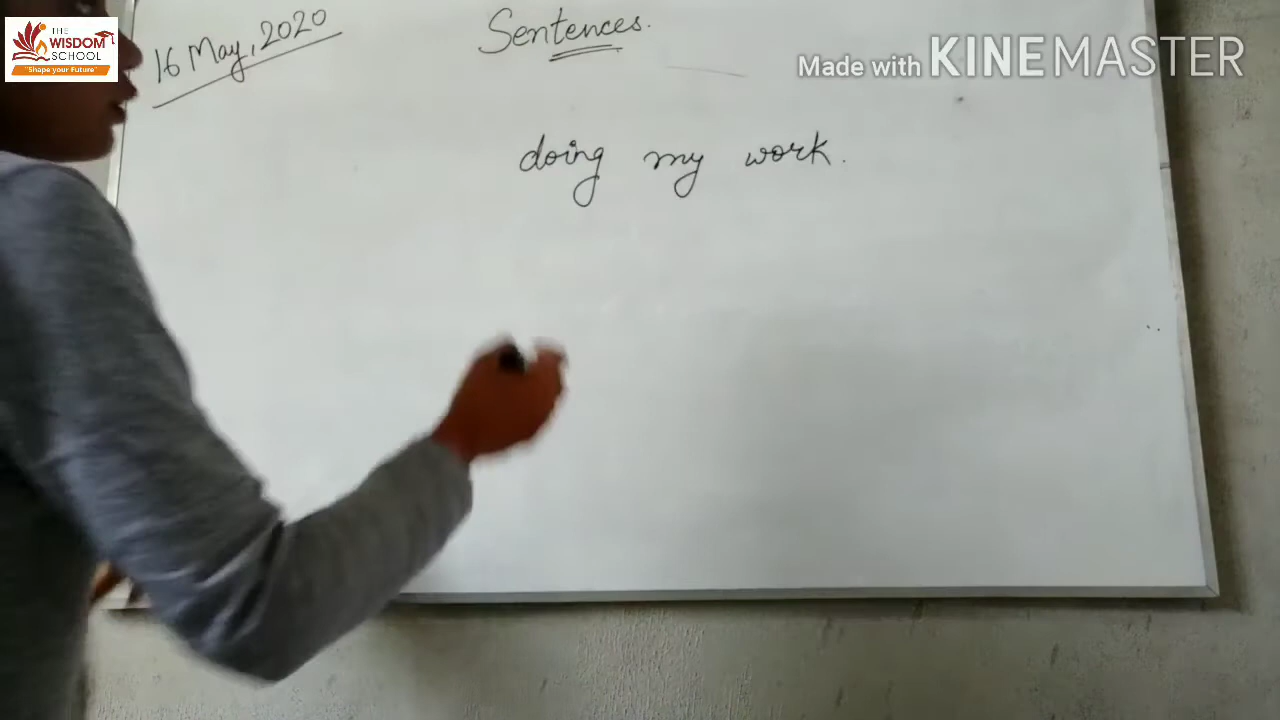 THE
WISDOM
SCHOOL
"Shape your Future"
16 May, 2020
Sentences.
Made with KINEMASTER
doing my work.